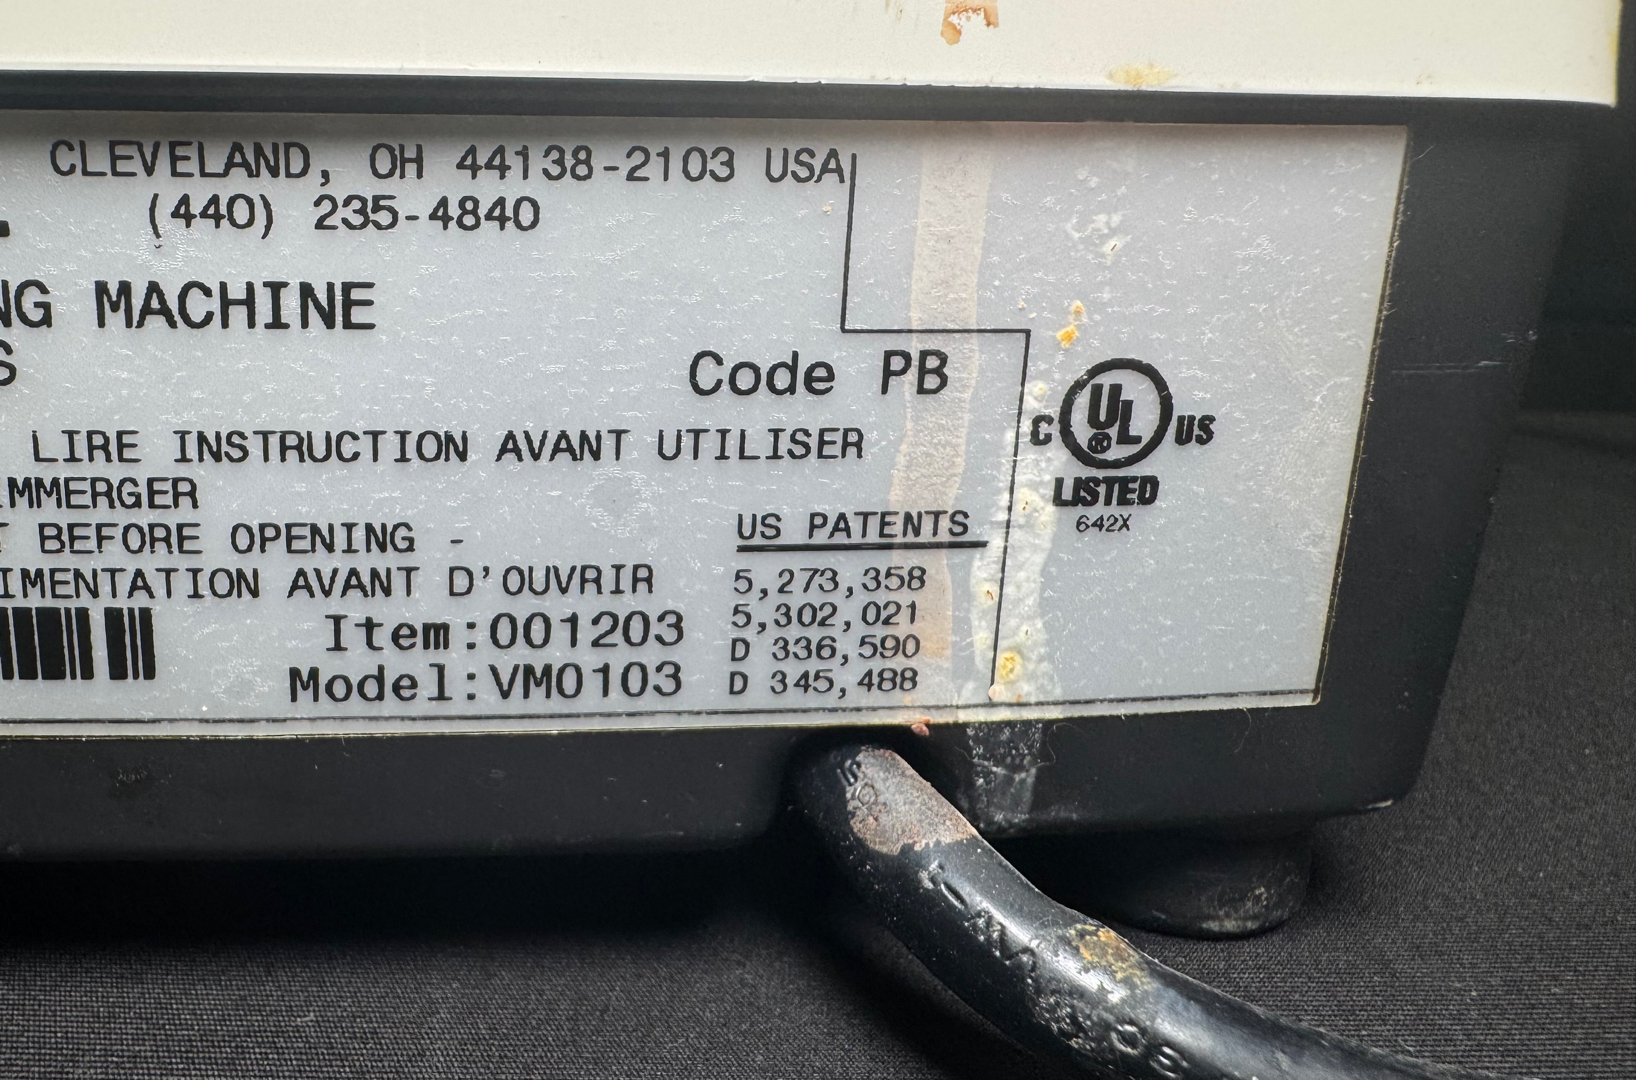 CLEVELAND, OH 44138-2103 USA
(440) 235-4840
NG MACHINE
S
Code PB
LIRE INSTRUCTION AVANT UTILISER
MMERGER
C UL® US
LISTED
642X
T BEFORE OPENING -
IMENTATION AVANT D'OUVRIR
Item:001203
Model:VM0103
US PATENTS
5,273,358
5,302,021
D 336,590
D 345,488